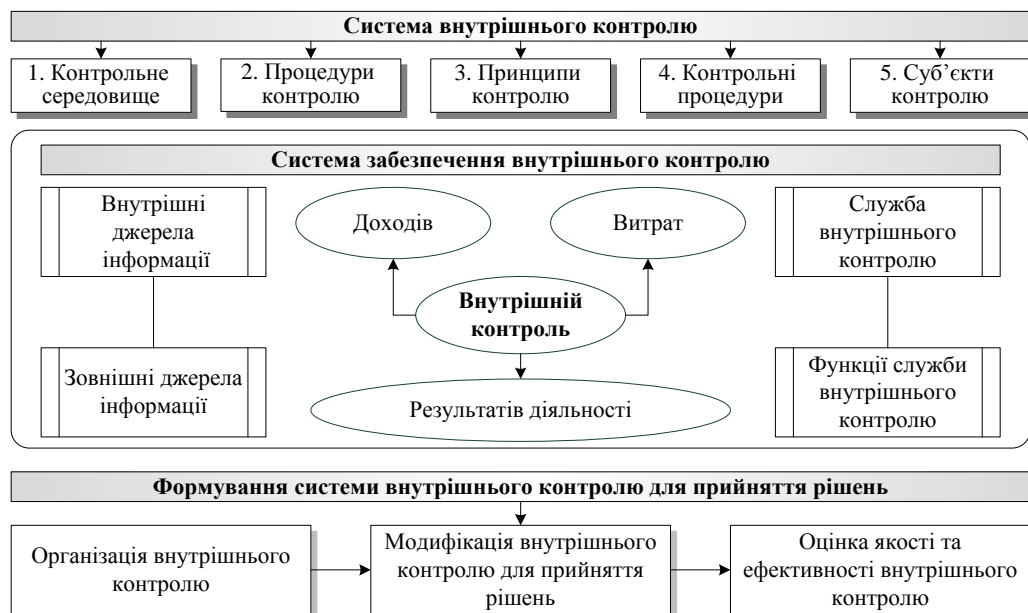 Система внутрішнього контролю
1. Контрольне
середовище
2. Процедури
контролю
3. Принципи
контролю
4. Контрольні
процедури
5. Суб’єкти
контролю
Система забезпечення внутрішнього контролю
Внутрішні
джерела
інформації
Доходів
Витрат
Служба
внутрішнього
контролю
Внутрішній
контроль
Зовнішні джерела
інформації
Результатів діяльності
Функції служби
внутрішнього
контролю
Формування системи внутрішнього контролю для прийняття рішень
Організація внутрішнього
контролю
Модифікація внутрішнього
контролю для прийняття
рішень
Оцінка якості та
ефективності внутрішнього
контролю